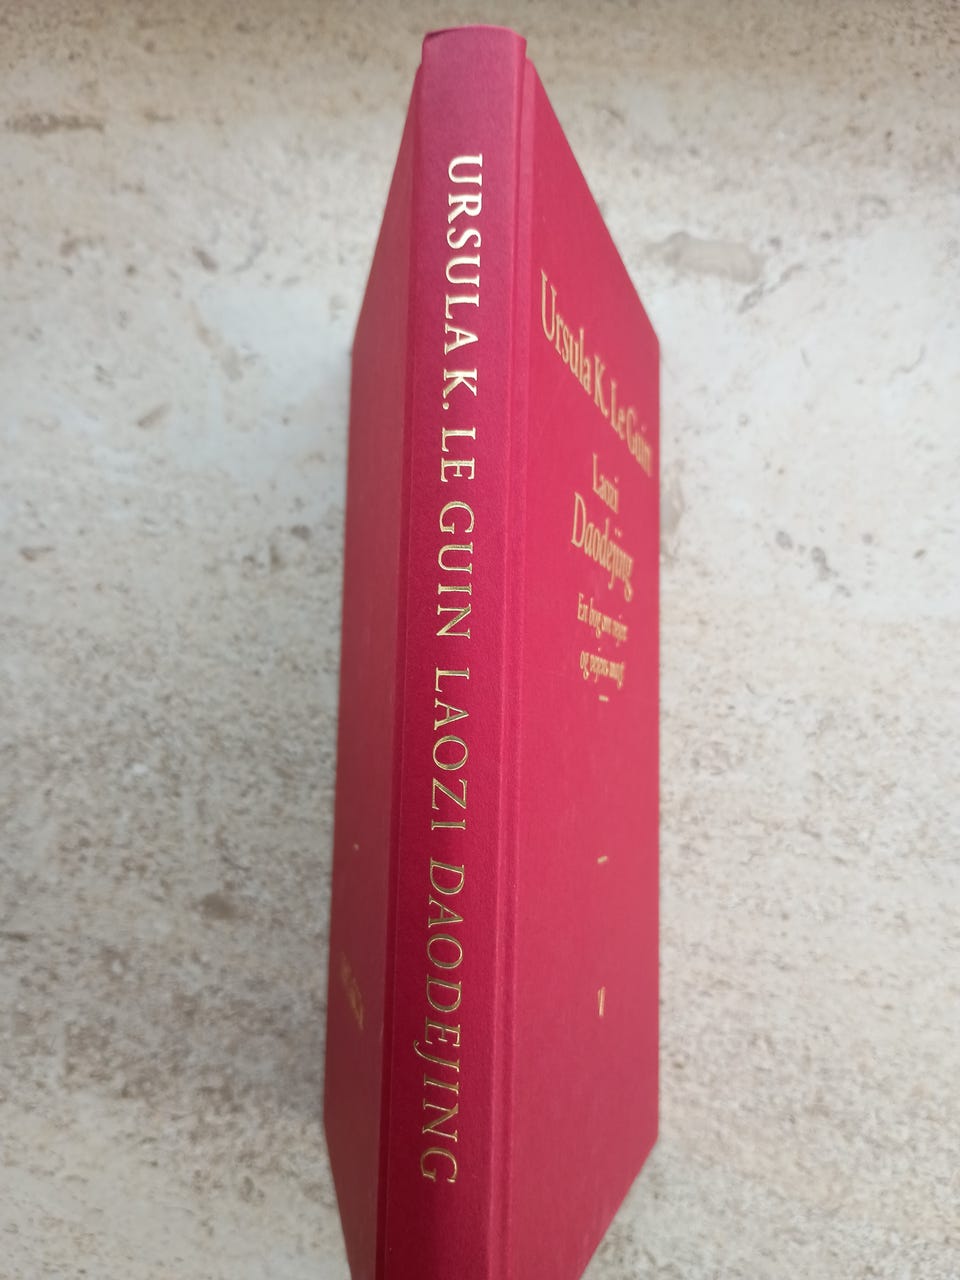 URSULA K. LE GUIN LAOZI DAODEJING
Ursula K. Le Guin
Laozi
Daodejing
En bog om vejen
og vejens magt